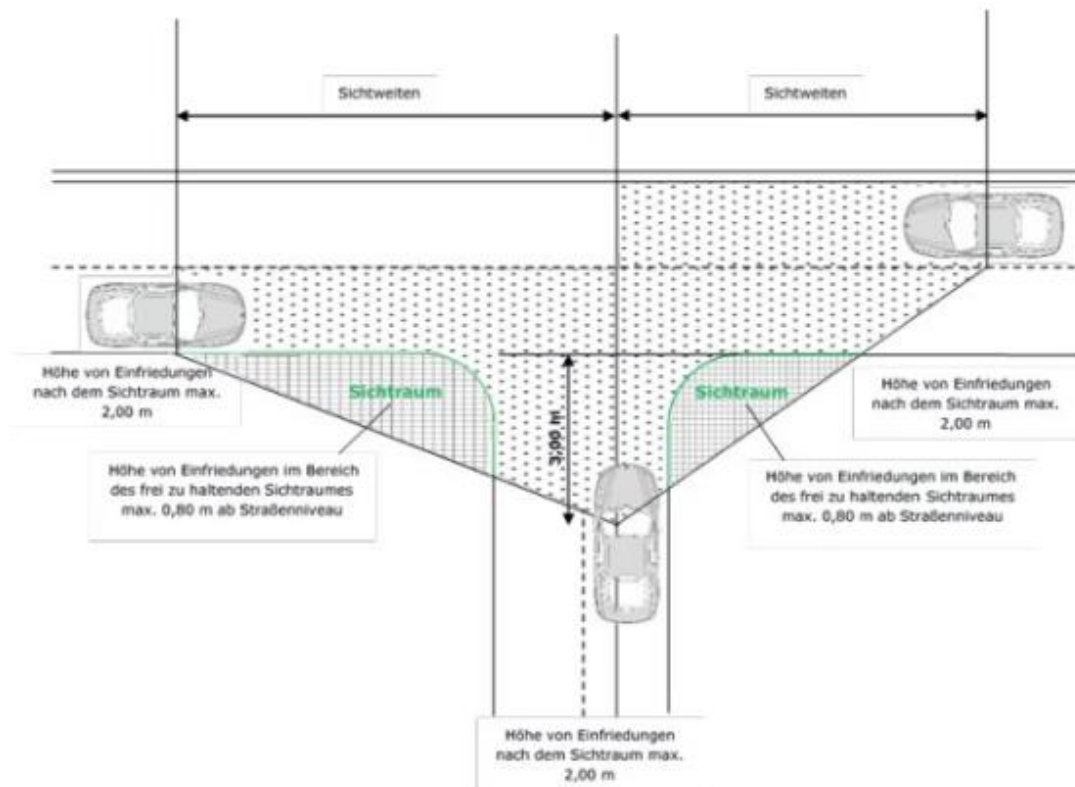 Sichtweiten
Sichtweiten
Höhe von Einfriedungen
nach dem Sichtraum max.
2,00 m
Sichtraum
3,00 m
Sichtraum
Höhe von Einfriedungen
nach dem Sichtraum max.
2,00 m
Höhe von Einfriedungen im Bereich
des frei zu haltenden Sichtraumes
max. 0,80 m ab Straßenniveau
Höhe von Einfriedungen im Bereich
des frei zu haltenden Sichtraumes
max. 0,80 m ab Straßenniveau
Höhe von Einfriedungen
nach dem Sichtraum max.
2,00 m